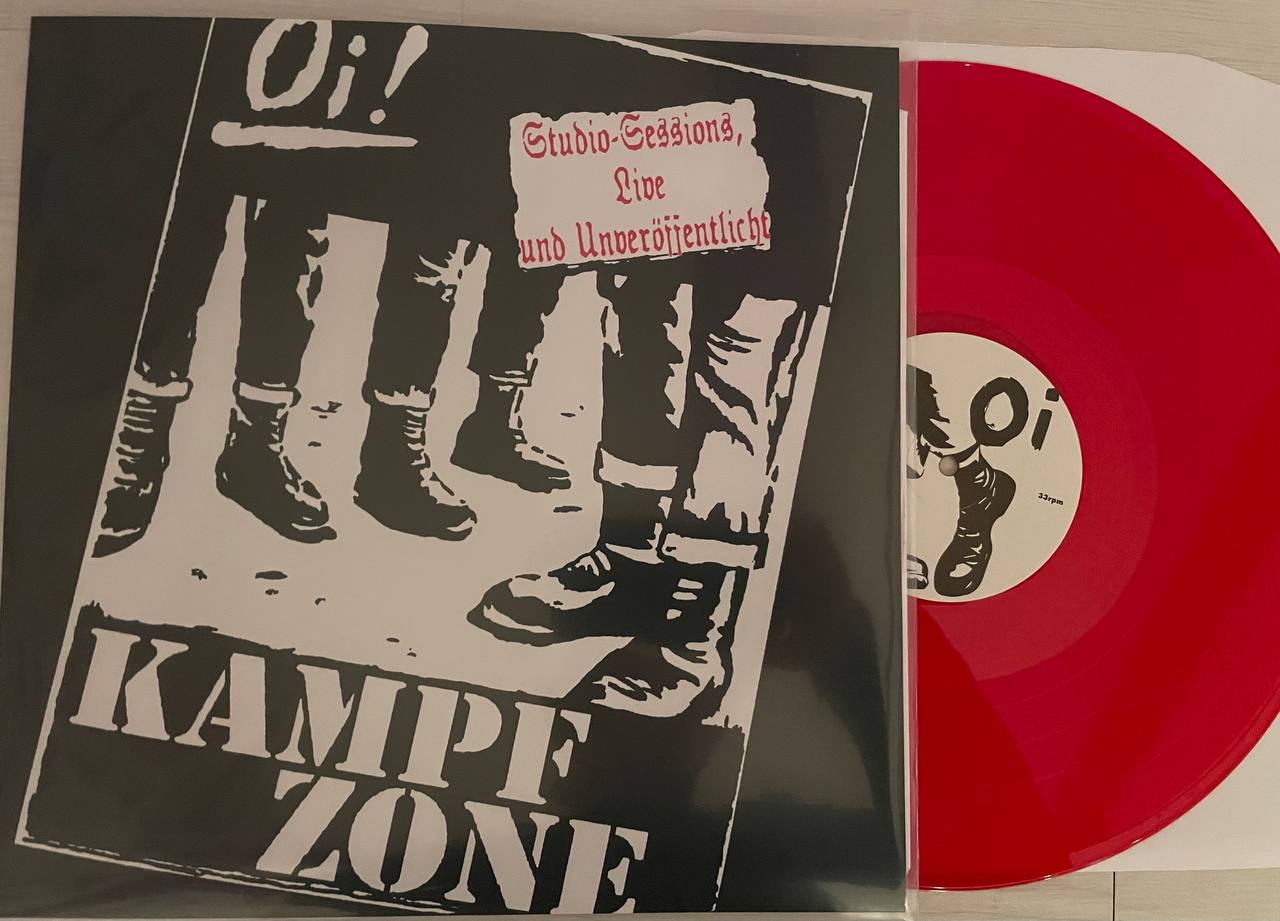 Oi!
Studio-Sessions,
Live
und Unveröffentlicht
KAMPF
ZONE
Oi
33rpm